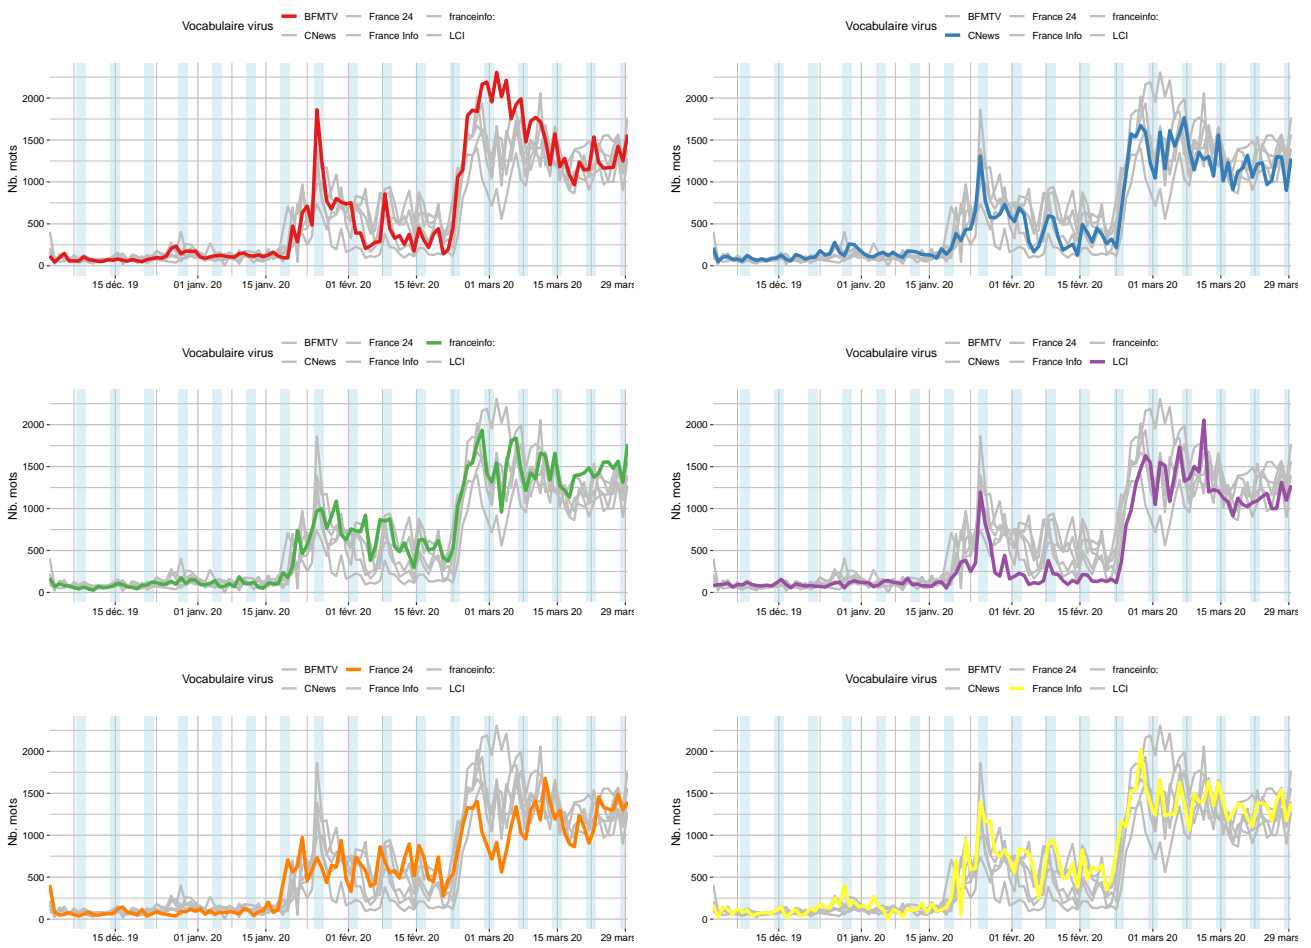 Vocabulaire virus BFMTV France 24 franceinfo:
CNews France Info LCI
Nb. mots
2000
1500
1000
500
0
15 déc. 19 01 janv. 20 15 janv. 20 01 févr. 20 15 févr. 20 01 mars 20 15 mars 20 29 mars
Vocabulaire virus BFMTV France 24 franceinfo:
CNews France Info LCI
Nb. mots
2000
1500
1000
500
0
15 déc. 19 01 janv. 20 15 janv. 20 01 févr. 20 15 févr. 20 01 mars 20 15 mars 20 29 mars
Vocabulaire virus BFMTV France 24 franceinfo:
CNews France Info LCI
Nb. mots
2000
1500
1000
500
0
15 déc. 19 01 janv. 20 15 janv. 20 01 févr. 20 15 févr. 20 01 mars 20 15 mars 20 29 mars
Vocabulaire virus BFMTV France 24 franceinfo:
CNews France Info LCI
Nb. mots
2000
1500
1000
500
0
15 déc. 19 01 janv. 20 15 janv. 20 01 févr. 20 15 févr. 20 01 mars 20 15 mars 20 29 mars
Vocabulaire virus BFMTV France 24 franceinfo:
CNews France Info LCI
Nb. mots
2000
1500
1000
500
0
15 déc. 19 01 janv. 20 15 janv. 20 01 févr. 20 15 févr. 20 01 mars 20 15 mars 20 29 mars
Vocabulaire virus BFMTV France 24 franceinfo:
CNews France Info LCI
Nb. mots
2000
1500
1000
500
0
15 déc. 19 01 janv. 20 15 janv. 20 01 févr. 20 15 févr. 20 01 mars 20 15 mars 20 29 mars